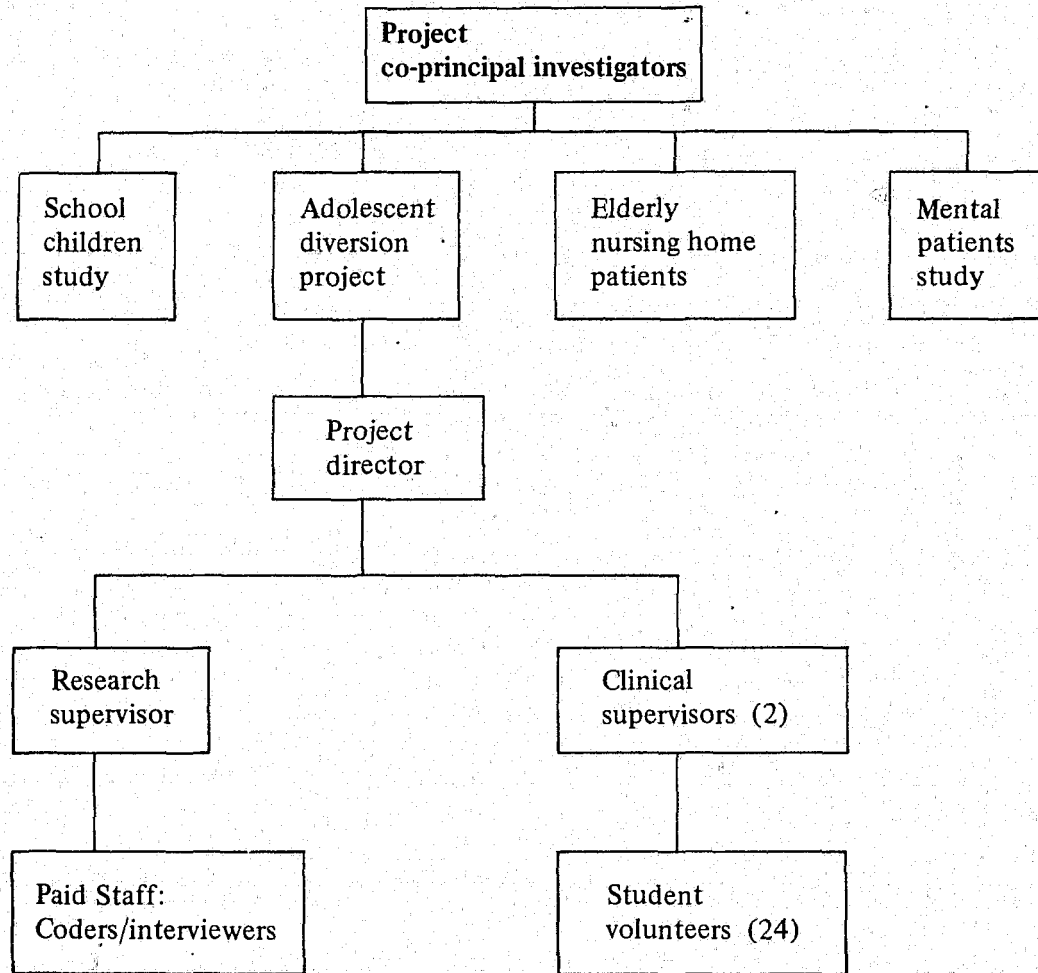 Project
co-principal investigators
School
children
study
Adolescent
diversion
project
Elderly
nursing home
patients
Mental
patients
study
Project
director
Research
supervisor
Clinical
supervisors (2)
Paid Staff:
Coders/interviewers
Student
volunteers (24)